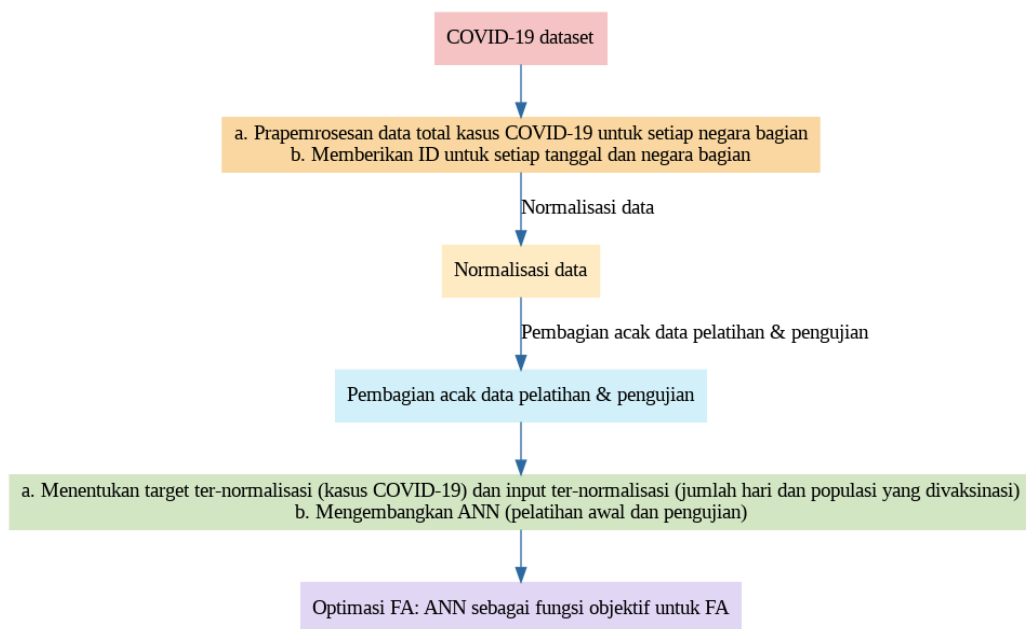 COVID-19 dataset
a. Prapemrosesan data total kasus COVID-19 untuk setiap negara bagian
b. Memberikan ID untuk setiap tanggal dan negara bagian
Normalisasi data
Normalisasi data
Pembagian acak data pelatihan & pengujian
Pembagian acak data pelatihan & pengujian
a. Menentukan target ter-normalisasi (kasus COVID-19) dan input ter-normalisasi (jumlah hari dan populasi yang divaksinasi)
b. Mengembangkan ANN (pelatihan awal dan pengujian)
Optimasi FA: ANN sebagai fungsi objektif untuk FA